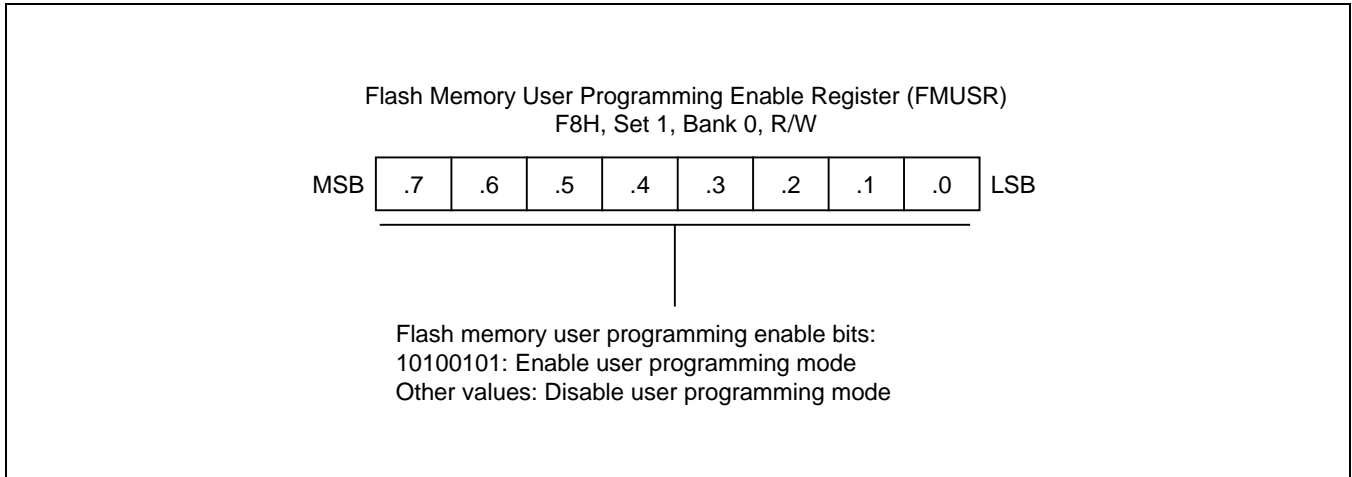 Flash Memory User Programming Enable Register (FMUSR)
F8H, Set 1, Bank 0, R/W
MSB .7 .6 .5 .4 .3 .2 .1 .0 LSB
Flash memory user programming enable bits:
10100101: Enable user programming mode
Other values: Disable user programming mode